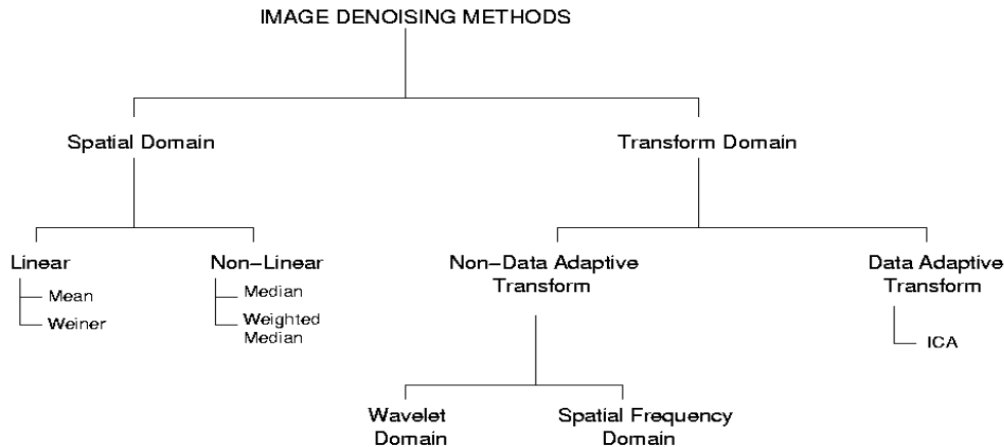 IMAGE DENOISING METHODS
Spatial Domain
Transform Domain
Linear
Mean
Weiner
Non-Linear
Median
Weighted
Median
Non-Data Adaptive
Transform
Data Adaptive
Transform
ICA
Wavelet
Domain
Spatial Frequency
Domain